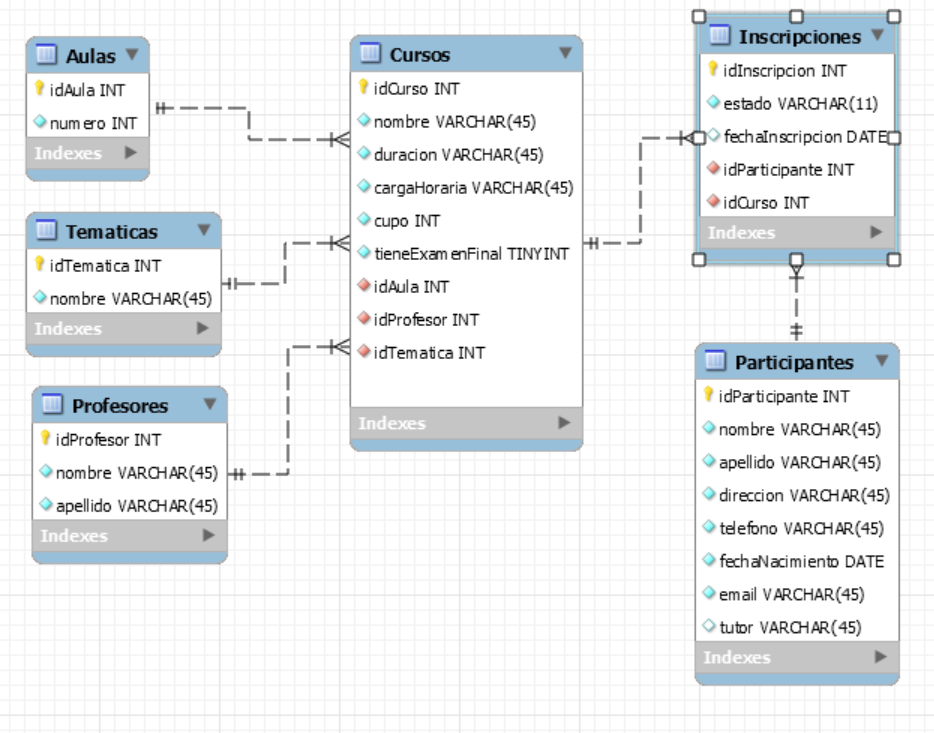 Aulas
idAula INT
numero INT
Indexes
Tematicas
idTematica INT
nombre VARCHAR(45)
Indexes
Profesores
idProfesor INT
nombre VARCHAR(45)
apellido VARCHAR(45)
Indexes
Cursos
idCurso INT
nombre VARCHAR(45)
duracion VARCHAR(45)
cargaHoraria VARCHAR(45)
cupo INT
tieneExamenFinal TINYINT
idAula INT
idProfesor INT
idTematica INT
Indexes
Inscripciones
idInscripcion INT
estado VARCHAR(11)
fechaInscripcion DATE
idParticipante INT
idCurso INT
Indexes
Participantes
idParticipante INT
nombre VARCHAR(45)
apellido VARCHAR(45)
direccion VARCHAR(45)
telefono VARCHAR(45)
fechaNacimiento DATE
email VARCHAR(45)
tutor VARCHAR(45)
Indexes